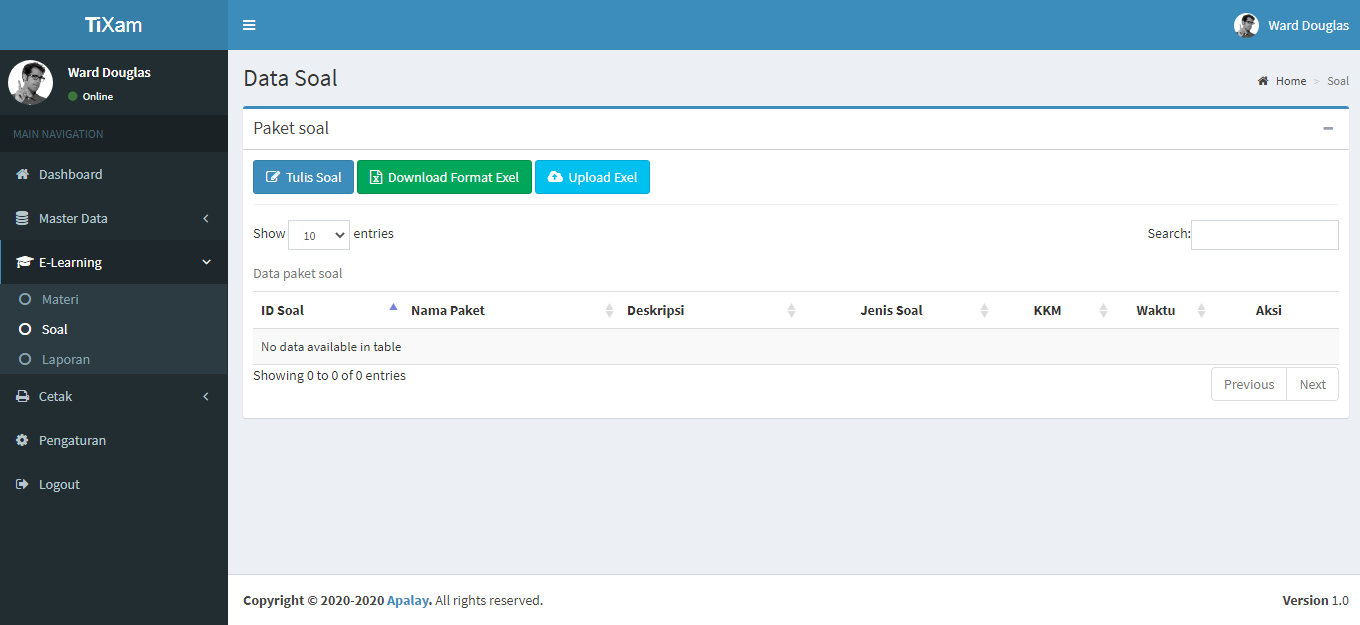 TiXam
Ward Douglas
Ward Douglas
Online
MAIN NAVIGATION
Dashboard
Master Data
E-Learning
Materi
Soal
Laporan
Cetak
Pengaturan
Logout
Data Soal
Home > Soal
Paket soal
Tulis Soal Download Format Exel Upload Exel
Show 10 entries Search:
Data paket soal
ID Soal Nama Paket Deskripsi Jenis Soal KKM Waktu Aksi
No data available in table
Showing 0 to 0 of 0 entries
Previous Next
Copyright © 2020-2020 Apalay. All rights reserved. Version 1.0